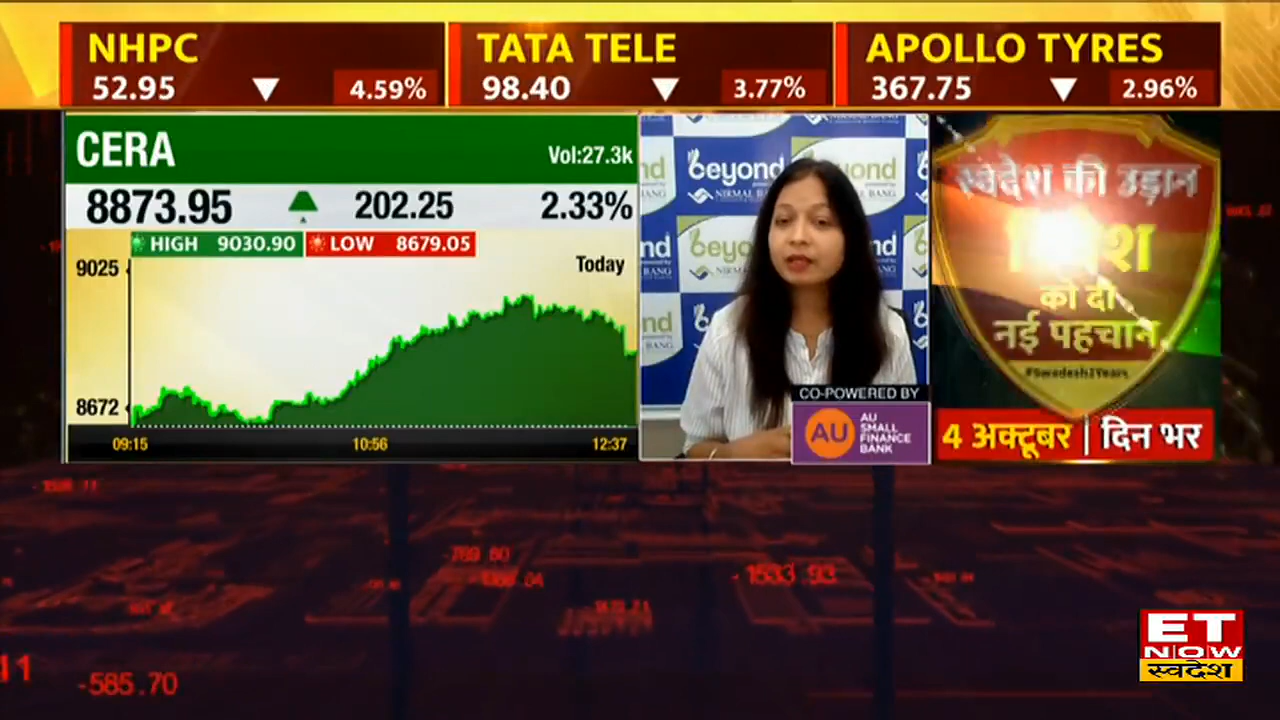 NHPC
52.95 ▼ 4.59%
TATA TELE
98.40 ▼ 3.77%
APOLLO TYRES
367.75 ▼ 2.96%
CERA
Vol:27.3k
8873.95 ▲ 202.25 2.33%
HIGH 9030.90 LOW 8679.05
Today
9025
8672
09:15 10:56 12:37
beyond
NIRMAL BANG
CO-POWERED BY
AU
AU
SMALL
FINANCE
BANK
स्वदेश की उड़ान
को दी
नई पहचान
#Swadesh2Years
4 अक्टूबर | दिन भर
-1533.93
-585.70
ET
NOW
स्वदेश